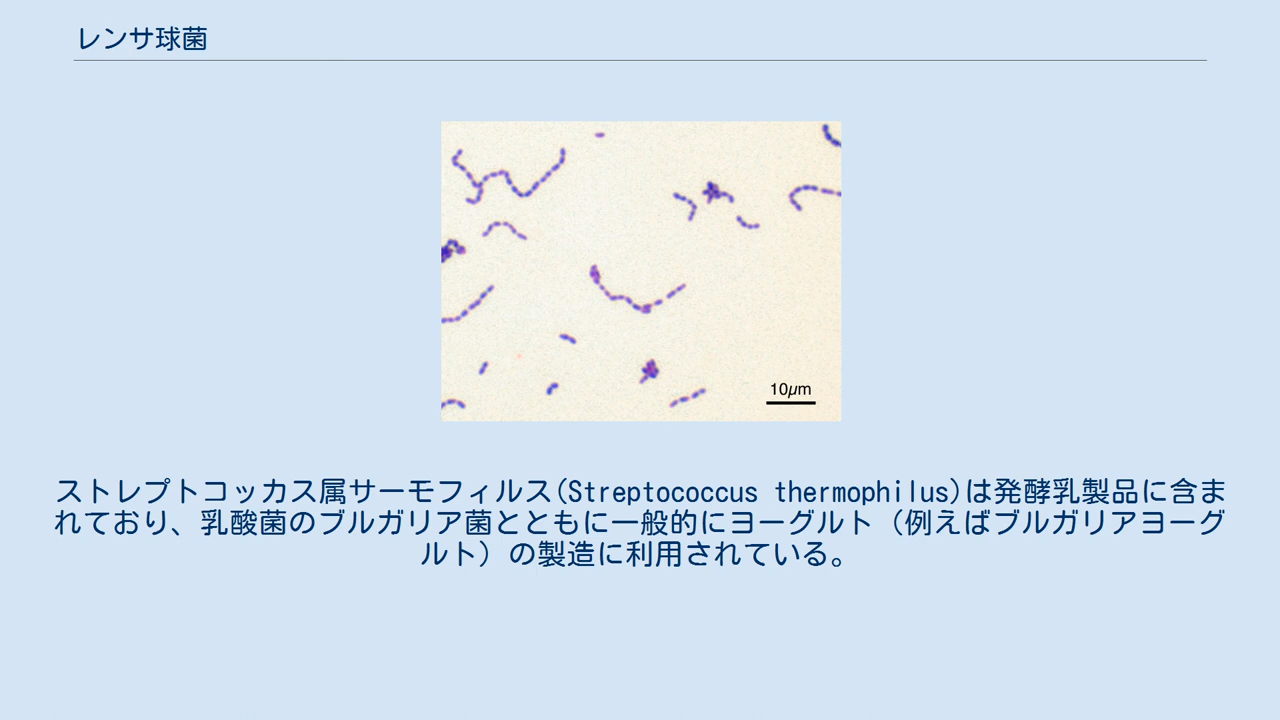 レンサ球菌
10µm
ストレプトコッカス属サーモフィルス(Streptococcus thermophilus)は発酵乳製品に含ま
れており、乳酸菌のブルガリア菌とともに一般的にヨーグルト（例えばブルガリアヨーグ
ルト）の製造に利用されている。